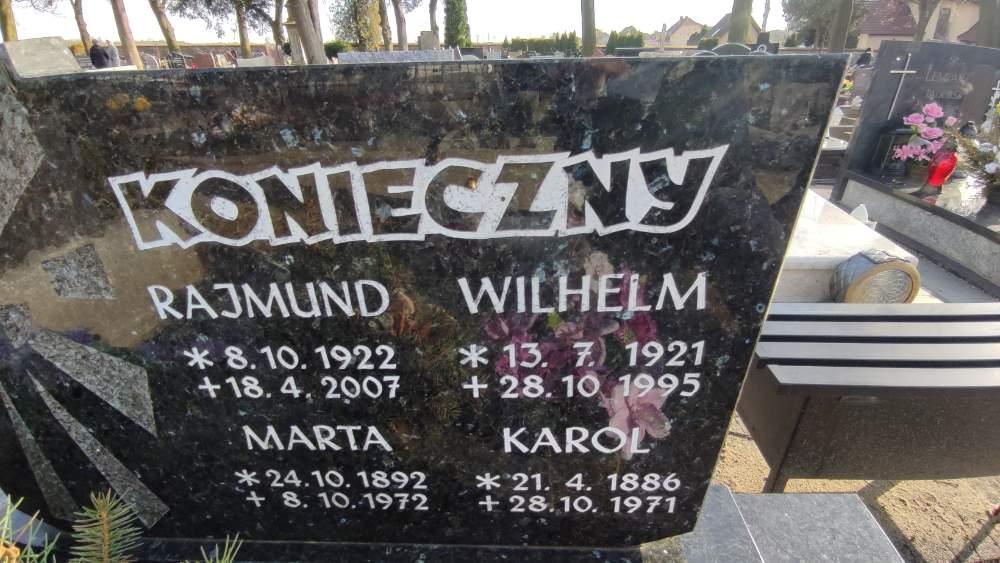 KONIECZNY
RAJMUND
* 8. 10. 1922
+ 18. 4. 2007
WILHELM
* 13. 7. 1921
+ 28. 10. 1995
MARTA
* 24. 10. 1892
+ 8. 10. 1972
KAROL
* 21. 4. 1886
+ 28. 10. 1971